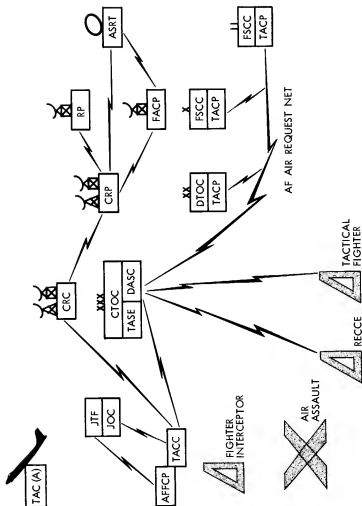 TAC (A)
CRC
CRP
RP
ASRT
FACP
JTF
JOC
AFFCP
TACC
XXX
CTOC
TASE
DASC
XX
DTOC
TACP
X
FSCC
TACP
II
FSCC
TACP
AF AIR REQUEST NET
FIGHTER
INTERCEPTOR
AIR
ASSAULT
RECCE
TACTICAL
FIGHTER